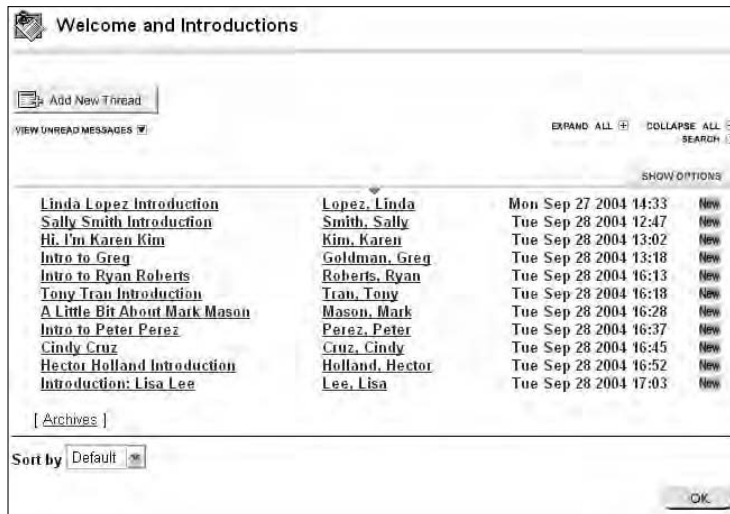 Welcome and Introductions
Add New Thread
VIEW UNREAD MESSAGES
EXPAND ALL COLLAPSE ALL
SEARCH
SHOW OPTIONS
Linda Lopez Introduction Lopez, Linda Mon Sep 27 2004 14:33 New
Sally Smith Introduction Smith, Sally Tue Sep 28 2004 12:47 New
Hi, I'm Karen Kim Kim, Karen Tue Sep 28 2004 13:02 New
Intro to Greg Goldman, Greg Tue Sep 28 2004 13:18 New
Intro to Ryan Roberts Roberts, Ryan Tue Sep 28 2004 16:13 New
Tony Tran Introduction Tran, Tony Tue Sep 28 2004 16:18 New
A Little Bit About Mark Mason Mason, Mark Tue Sep 28 2004 16:28 New
Intro to Peter Perez Perez, Peter Tue Sep 28 2004 16:37 New
Cindy Cruz Cruz, Cindy Tue Sep 28 2004 16:45 New
Hector Holland Introduction Holland, Hector Tue Sep 28 2004 16:52 New
Introduction: Lisa Lee Lee, Lisa Tue Sep 28 2004 17:03 New
[ Archives ]
Sort by Default
OK